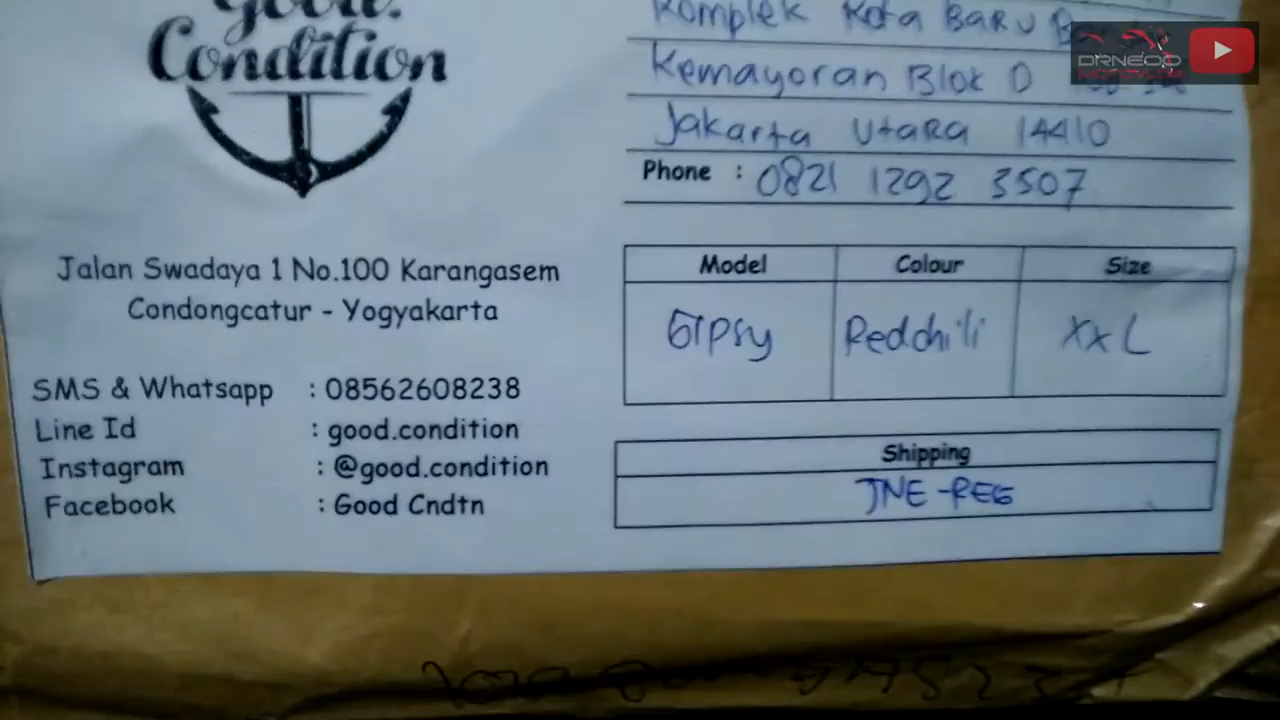 Good.
Condition
Jalan Swadaya 1 No.100 Karangasem
Condongcatur - Yogyakarta
SMS & Whatsapp : 08562608238
Line Id : good.condition
Instagram : @good.condition
Facebook : Good Cndtn
Komplek Kota Baru
Kemayoran Blok D
Jakarta Utara 14410
Phone : 0821 1292 3507
Model Colour Size
Gipsy Redchili XXL
Shipping
JNE-REG
DRNEOD